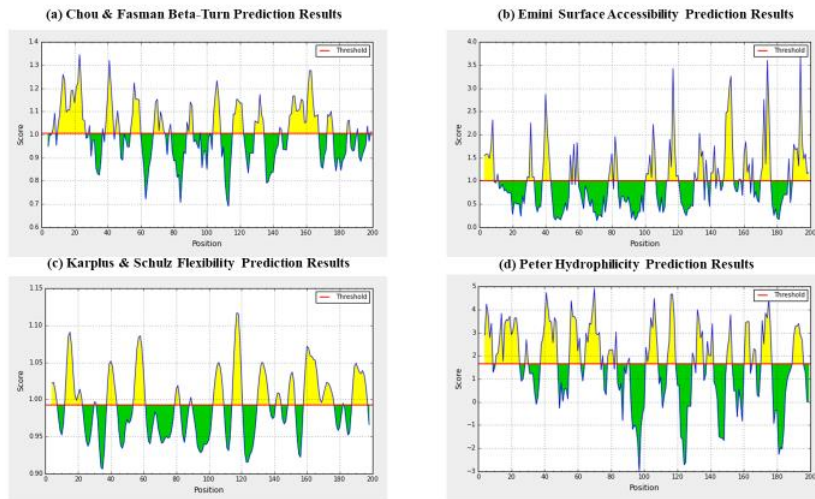 (a) Chou & Fasman Beta-Turn Prediction Results
1.4
1.3
1.2
1.1
1.0
0.9
0.8
0.7
0.6
Score
0 20 40 60 80 100 120 140 160 180 200
Position
Threshold
(b) Emini Surface Accessibility Prediction Results
4.0
3.5
3.0
2.5
2.0
1.5
1.0
0.5
0.0
Score
0 20 40 60 80 100 120 140 160 180 200
Position
Threshold
(c) Karplus & Schulz Flexibility Prediction Results
1.15
1.10
1.05
1.00
0.95
0.90
Score
0 20 40 60 80 100 120 140 160 180 200
Position
Threshold
(d) Peter Hydrophilicity Prediction Results
5
4
3
2
1
0
−1
−2
−3
Score
0 20 40 60 80 100 120 140 160 180 200
Position
Threshold